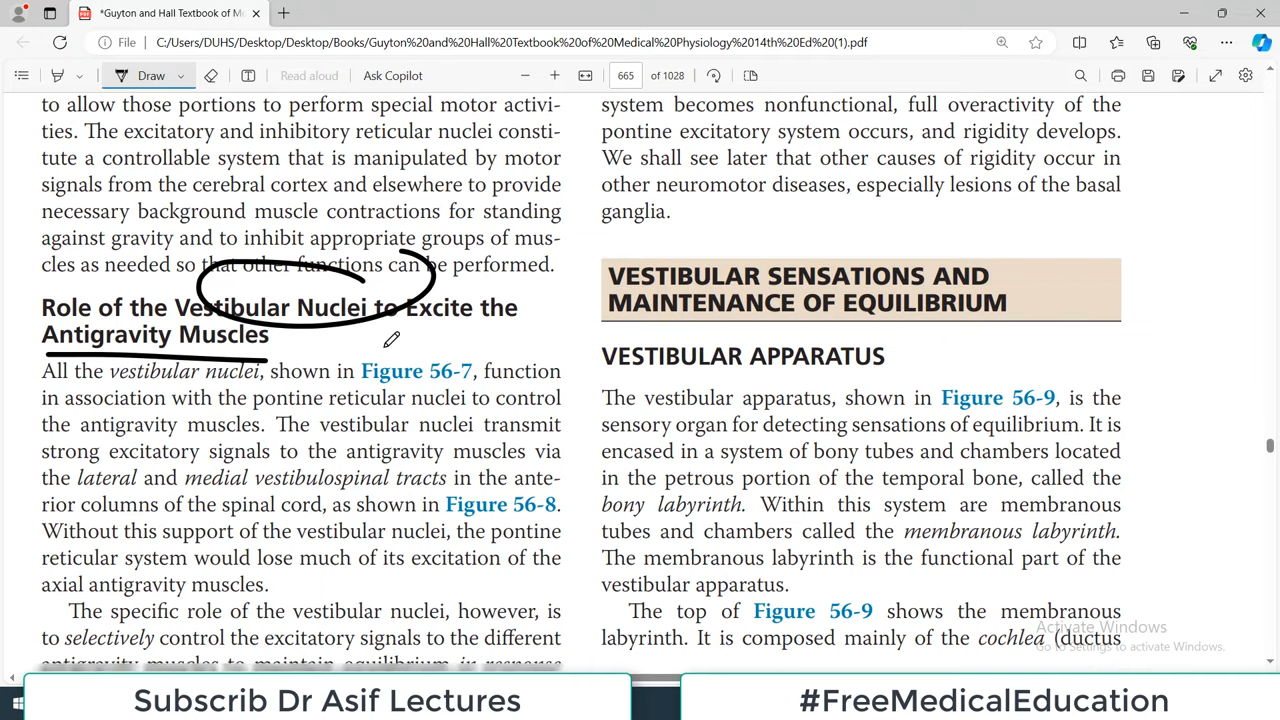 *Guyton and Hall Textbook of Me
File
C:/Users/DUHS/Desktop/Desktop/Books/Guyton%20and%20Hall%20Textbook%20of%20Medical%20Physiology%2014th%20Ed%20(1).pdf
Draw
Read aloud
Ask Copilot
665
of 1028
to allow those portions to perform special motor activi-
ties. The excitatory and inhibitory reticular nuclei consti-
tute a controllable system that is manipulated by motor
signals from the cerebral cortex and elsewhere to provide
necessary background muscle contractions for standing
against gravity and to inhibit appropriate groups of mus-
cles as needed so that other functions can be performed.
Role of the Vestibular Nuclei to Excite the
Antigravity Muscles
All the vestibular nuclei, shown in Figure 56-7, function
in association with the pontine reticular nuclei to control
the antigravity muscles. The vestibular nuclei transmit
strong excitatory signals to the antigravity muscles via
the lateral and medial vestibulospinal tracts in the ante-
rior columns of the spinal cord, as shown in Figure 56-8.
Without this support of the vestibular nuclei, the pontine
reticular system would lose much of its excitation of the
axial antigravity muscles.
The specific role of the vestibular nuclei, however, is
to selectively control the excitatory signals to the different
antigravity muscles to maintain equilibrium in response
system becomes nonfunctional, full overactivity of the
pontine excitatory system occurs, and rigidity develops.
We shall see later that other causes of rigidity occur in
other neuromotor diseases, especially lesions of the basal
ganglia.
VESTIBULAR SENSATIONS AND
MAINTENANCE OF EQUILIBRIUM
VESTIBULAR APPARATUS
The vestibular apparatus, shown in Figure 56-9, is the
sensory organ for detecting sensations of equilibrium. It is
encased in a system of bony tubes and chambers located
in the petrous portion of the temporal bone, called the
bony labyrinth. Within this system are membranous
tubes and chambers called the membranous labyrinth.
The membranous labyrinth is the functional part of the
vestibular apparatus.
The top of Figure 56-9 shows the membranous
labyrinth. It is composed mainly of the cochlea (ductus
Activate Windows
Go to Settings to activate Windows.
Subscrib Dr Asif Lectures
#FreeMedicalEducation